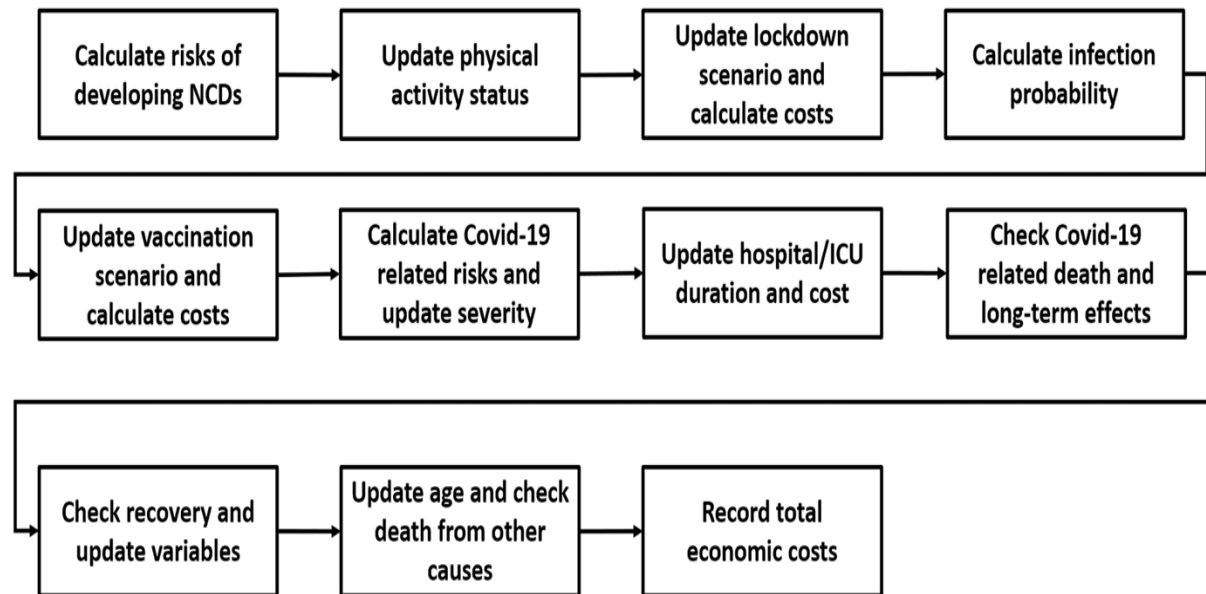 Calculate risks of
developing NCDs
Update physical
activity status
Update lockdown
scenario and
calculate costs
Calculate infection
probability
Update vaccination
scenario and
calculate costs
Calculate Covid-19
related risks and
update severity
Update hospital/ICU
duration and cost
Check Covid-19
related death and
long-term effects
Check recovery and
update variables
Update age and check
death from other
causes
Record total
economic costs